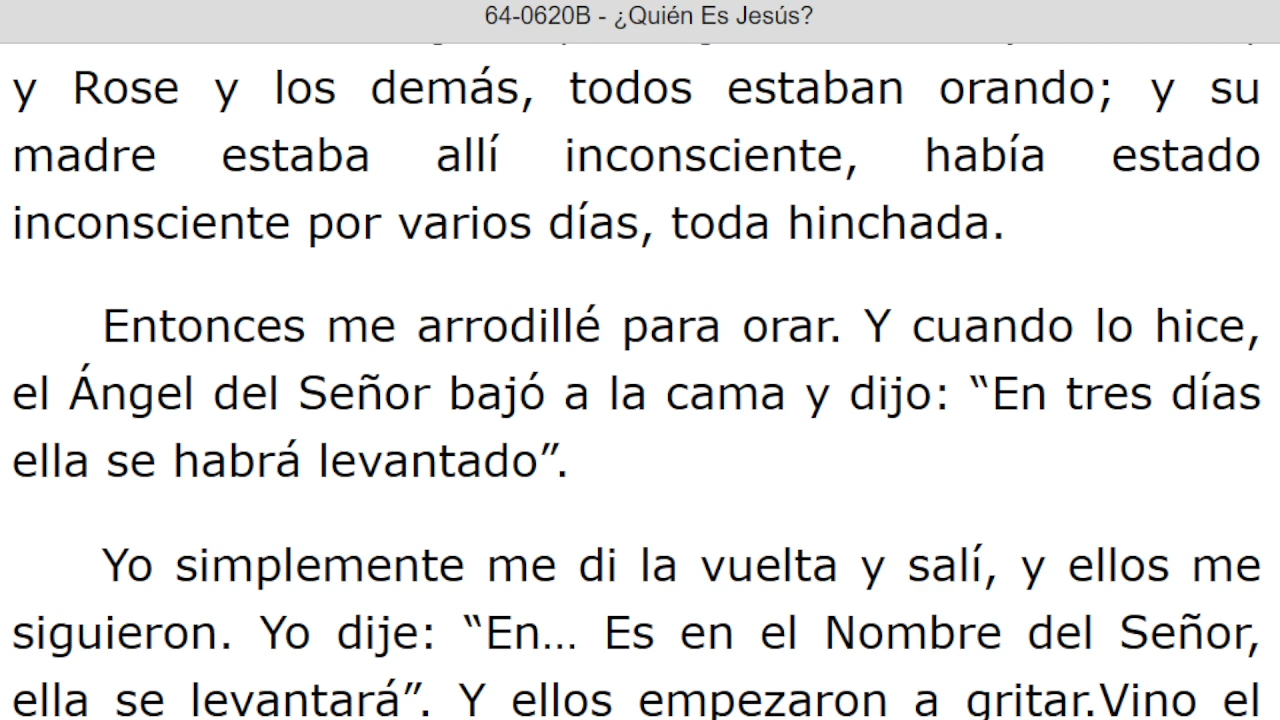 64-0620B - ¿Quién Es Jesús?
y Rose y los demás, todos estaban orando; y su
madre estaba allí inconsciente, había estado
inconsciente por varios días, toda hinchada.
Entonces me arrodillé para orar. Y cuando lo hice,
el Ángel del Señor bajó a la cama y dijo: “En tres días
ella se habrá levantado”.
Yo simplemente me di la vuelta y salí, y ellos me
siguieron. Yo dije: “En... Es en el Nombre del Señor,
ella se levantará”. Y ellos empezaron a gritar.Vino el